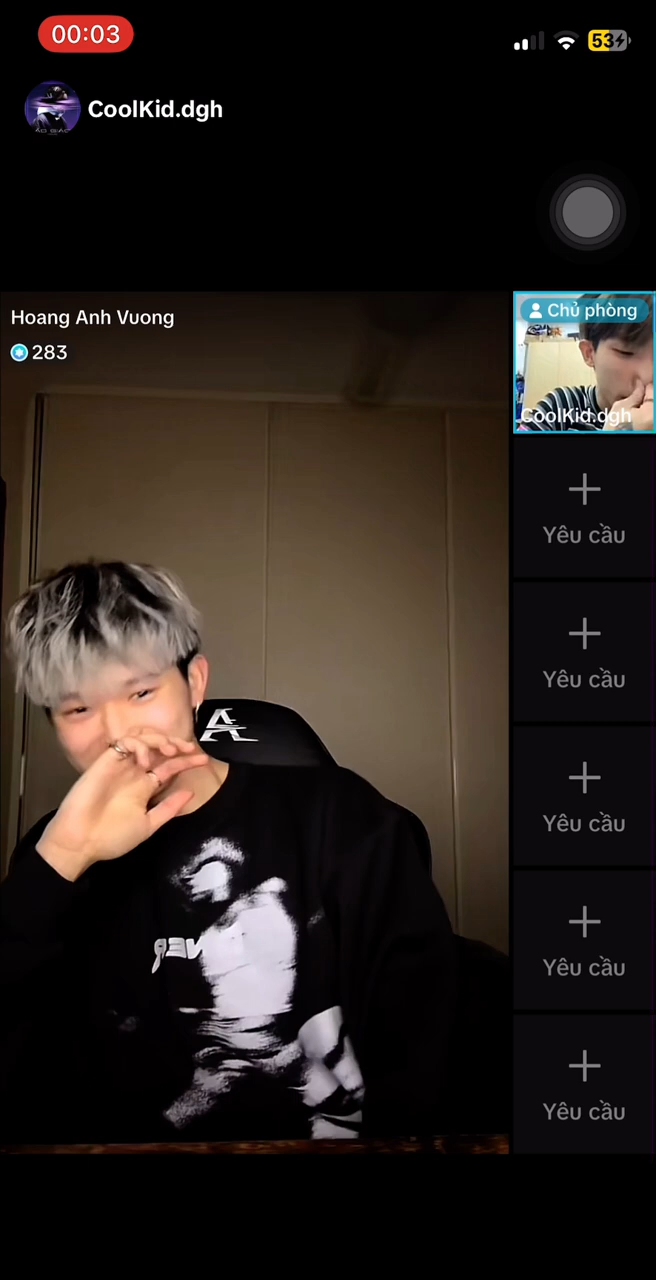 00:03
53
CoolKid.dgh
Hoang Anh Vuong
283
Chủ phòng
CoolKid.dgh
Yêu cầu
Yêu cầu
Yêu cầu
Yêu cầu
Yêu cầu